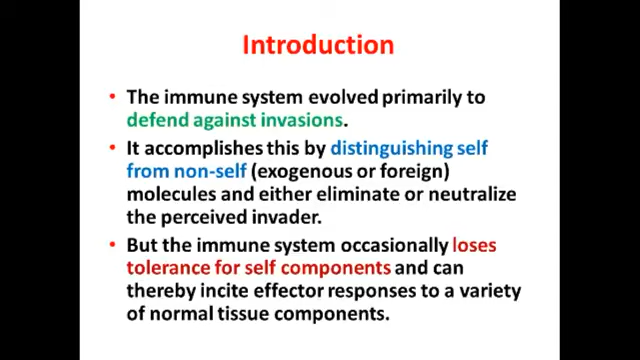 Introduction
• The immune system evolved primarily to
defend against invasions.
• It accomplishes this by distinguishing self
from non-self (exogenous or foreign)
molecules and either eliminate or neutralize
the perceived invader.
• But the immune system occasionally loses
tolerance for self components and can
thereby incite effector responses to a variety
of normal tissue components.